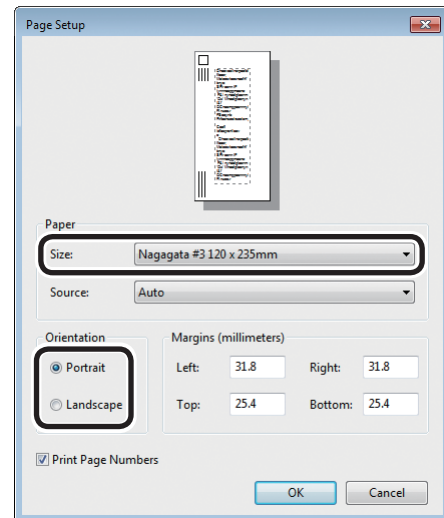 Page Setup
Paper
Size: Nagagata #3 120 x 235mm
Source: Auto
Orientation Margins (millimeters)
Portrait Left: 31.8 Right: 31.8
Landscape Top: 25.4 Bottom: 25.4
Print Page Numbers
OK Cancel